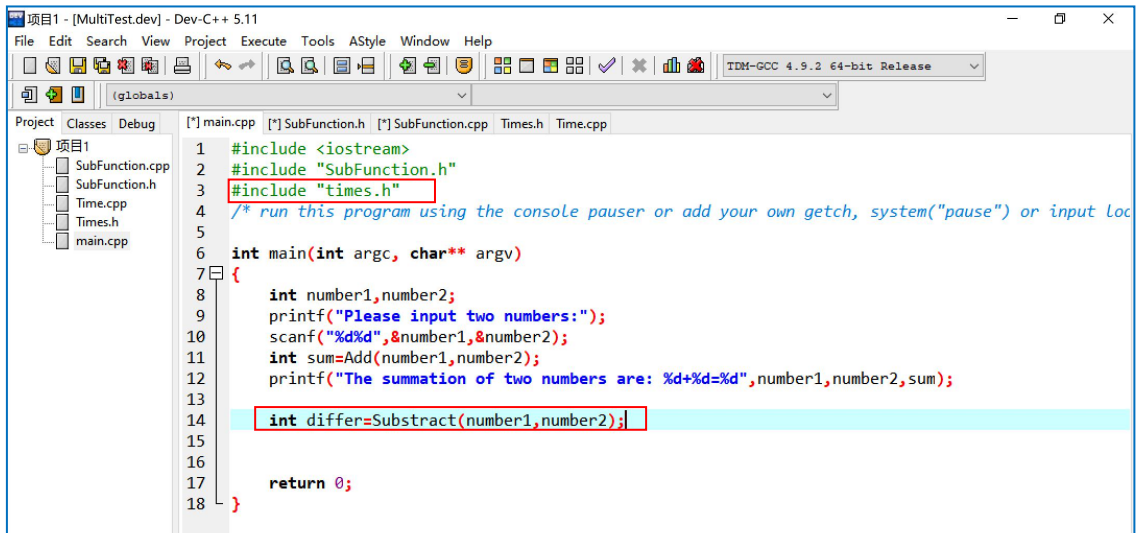 项目1 - [MultiTest.dev] - Dev-C++ 5.11
File Edit Search View Project Execute Tools AStyle Window Help
TDM-GCC 4.9.2 64-bit Release
(globals)
Project Classes Debug
[*] main.cpp [*] SubFunction.h [*] SubFunction.cpp Times.h Time.cpp
项目1
SubFunction.cpp
SubFunction.h
Time.cpp
Times.h
main.cpp
1 #include <iostream>
2 #include "SubFunction.h"
3 #include "times.h"
4 /* run this program using the console pauser or add your own getch, system("pause") or input loc
5
6 int main(int argc, char** argv)
7 {
8 int number1,number2;
9 printf("Please input two numbers:");
10 scanf("%d%d",&number1,&number2);
11 int sum=Add(number1,number2);
12 printf("The summation of two numbers are: %d+%d=%d",number1,number2,sum);
13
14 int differ=Substract(number1,number2);
15
16
17 return 0;
18 }